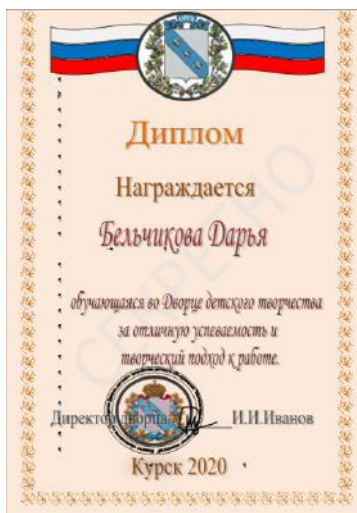 Диплом
Награждается
Бельчикова Дарья
обучающаяся во Дворце детского творчества
за отличную успеваемость и
творческий подход к работе.
Директор дворца И.И.Иванов
Курск 2020
СЕКРЕТНО